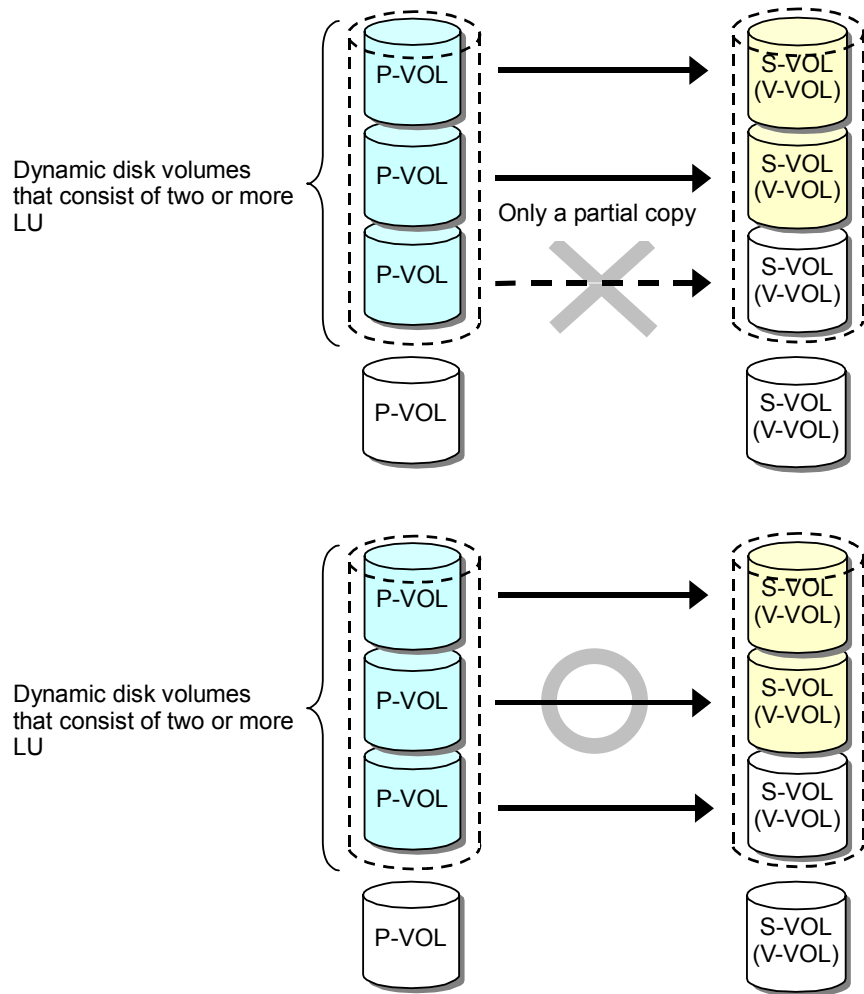 P-VOL
S-VOL
(V-VOL)
P-VOL
S-VOL
(V-VOL)
Dynamic disk volumes
that consist of two or more
LU
Only a partial copy
P-VOL
S-VOL
(V-VOL)
P-VOL
S-VOL
(V-VOL)
P-VOL
S-VOL
(V-VOL)
Dynamic disk volumes
that consist of two or more
LU
P-VOL
S-VOL
(V-VOL)
P-VOL
S-VOL
(V-VOL)
P-VOL
S-VOL
(V-VOL)